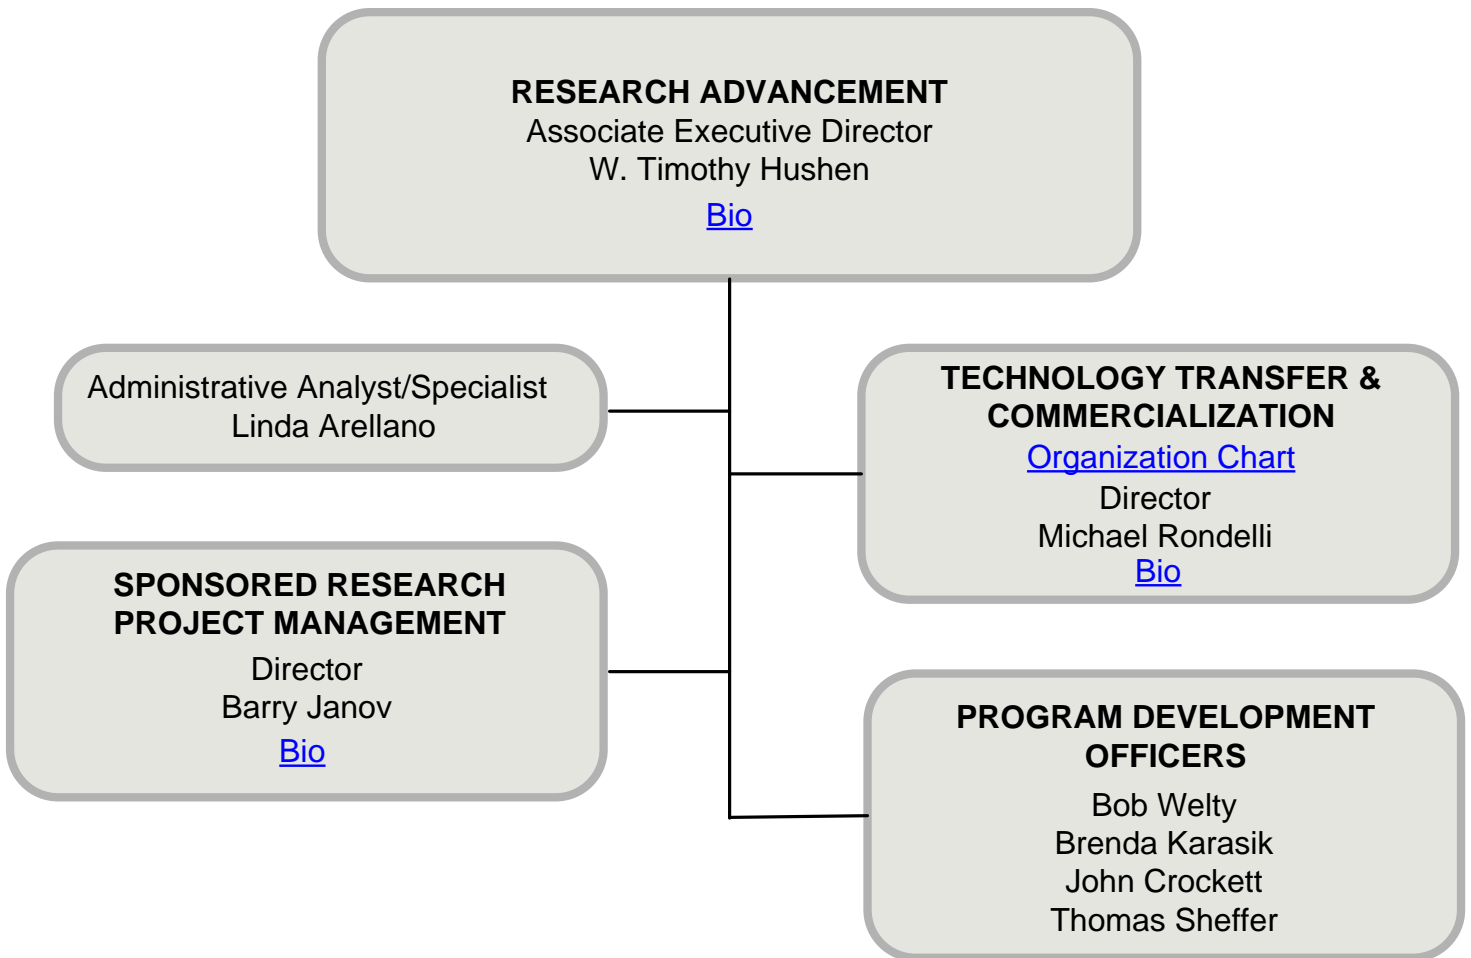 RESEARCH ADVANCEMENT
Associate Executive Director
W. Timothy Hushen
Bio
Administrative Analyst/Specialist
Linda Arellano
TECHNOLOGY TRANSFER &
COMMERCIALIZATION
Organization Chart
Director
Michael Rondelli
Bio
SPONSORED RESEARCH
PROJECT MANAGEMENT
Director
Barry Janov
Bio
PROGRAM DEVELOPMENT
OFFICERS
Bob Welty
Brenda Karasik
John Crockett
Thomas Sheffer